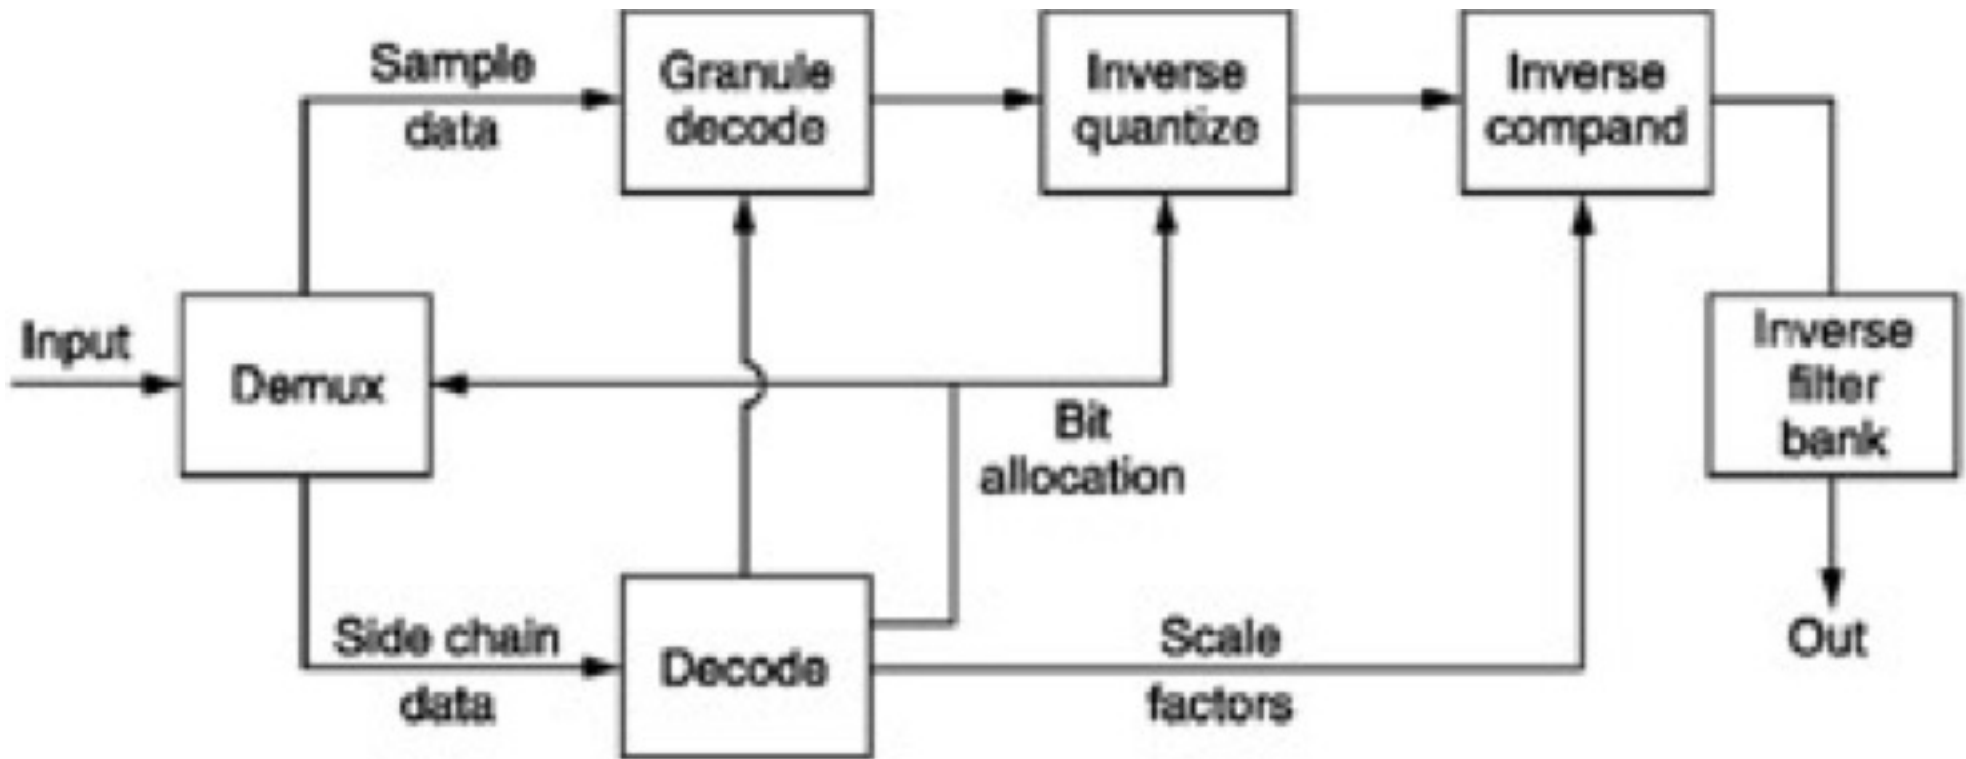 Sample
data
Granule
decode
Inverse
quantize
Inverse
compand
Input
Demux
Inverse
filter
bank
Bit
allocation
Side chain
data
Decode
Scale
factors
Out